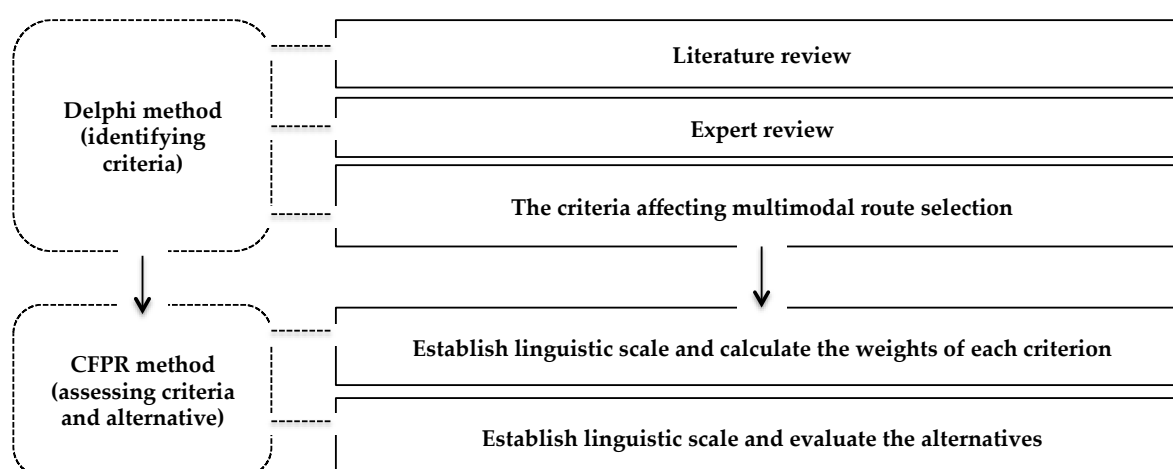 Delphi method
(identifying
criteria)
Literature review
Expert review
The criteria affecting multimodal route selection
CFPR method
(assessing criteria
and alternative)
Establish linguistic scale and calculate the weights of each criterion
Establish linguistic scale and evaluate the alternatives